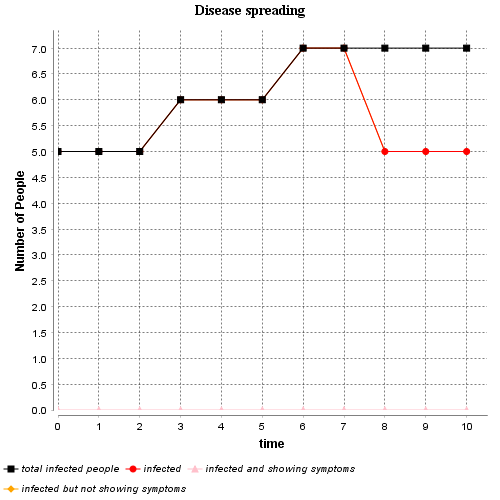 Disease spreading
Number of People
7.0
6.5
6.0
5.5
5.0
4.5
4.0
3.5
3.0
2.5
2.0
1.5
1.0
0.5
0.0
0 1 2 3 4 5 6 7 8 9 10
time
total infected people infected infected and showing symptoms
infected but not showing symptoms